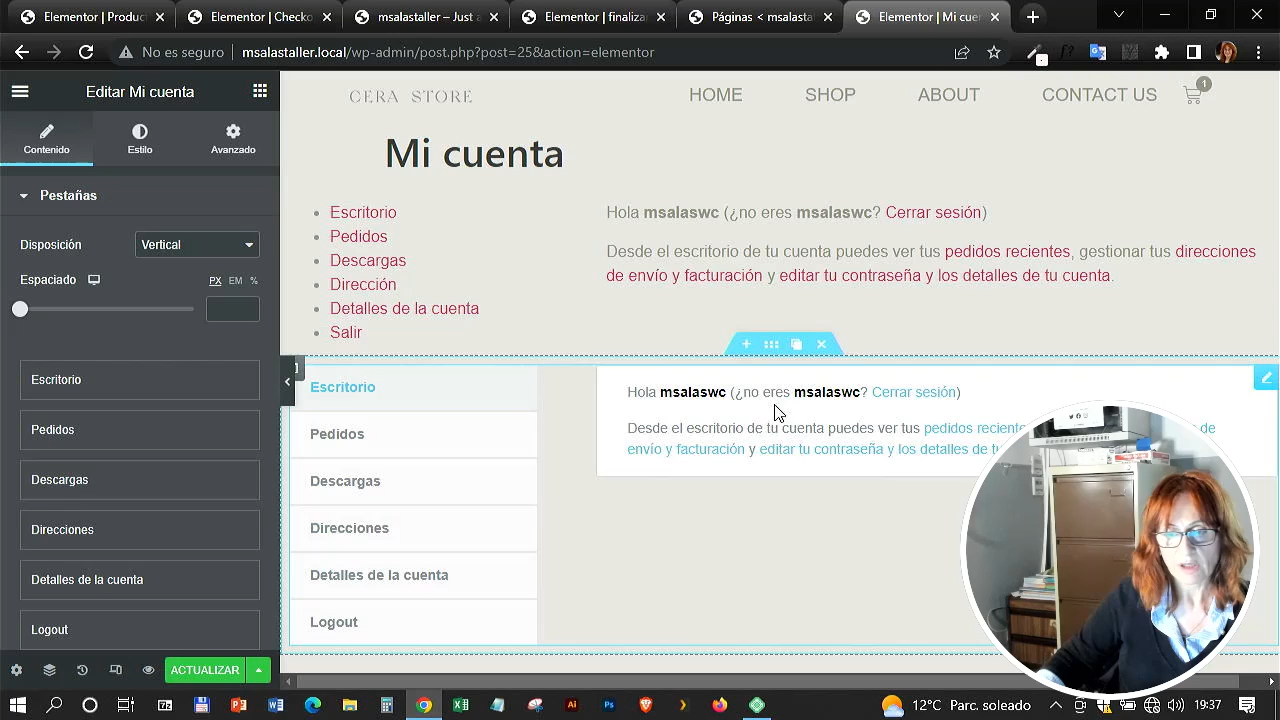 Elementor | Produc
Elementor | Checko
msalastaller – Just a
Elementor | finaliza
Páginas < msalasta
Elementor | Mi cue
No es seguro
msalastaller.local/wp-admin/post.php?post=25&action=elementor
Editar Mi cuenta
Contenido
Estilo
Avanzado
Pestañas
Disposición
Vertical
Espaciado
PX EM %
Escritorio
Pedidos
Descargas
Direcciones
Detalles de la cuenta
Logout
ACTUALIZAR
CERA STORE
HOME
SHOP
ABOUT
CONTACT US
1
Mi cuenta
Escritorio
Pedidos
Descargas
Dirección
Detalles de la cuenta
Salir
Hola msalaswc (¿no eres msalaswc? Cerrar sesión)
Desde el escritorio de tu cuenta puedes ver tus pedidos recientes, gestionar tus direcciones
de envío y facturación y editar tu contraseña y los detalles de tu cuenta.
Escritorio
Pedidos
Descargas
Direcciones
Detalles de la cuenta
Logout
Hola msalaswc (¿no eres msalaswc? Cerrar sesión)
Desde el escritorio de tu cuenta puedes ver tus pedidos reciente de
envío y facturación y editar tu contraseña y los detalles de
12°C Parc. soleado
19:37